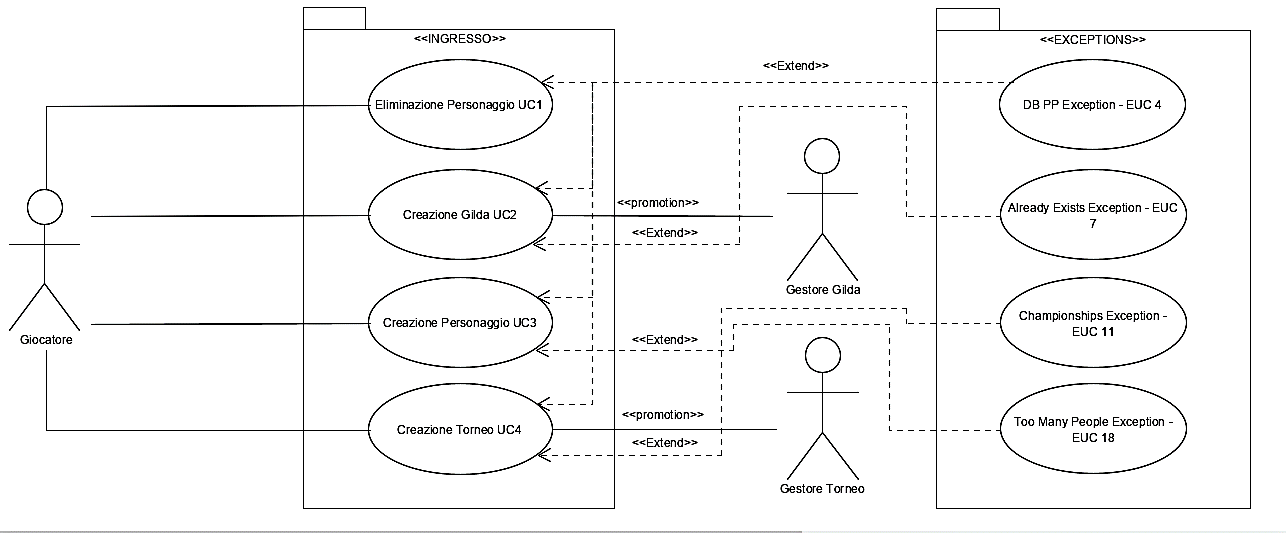 <<INGRESSO>>
<<EXCEPTIONS>>
<<Extend>>
Eliminazione Personaggio UC1
DB PP Exception - EUC 4
<<promotion>>
Creazione Gilda UC2
Already Exists Exception - EUC
7
<<Extend>>
Gestore Gilda
Creazione Personaggio UC3
Championships Exception -
EUC 11
Giocatore
<<Extend>>
<<promotion>>
Creazione Torneo UC4
Too Many People Exception -
EUC 18
<<Extend>>
Gestore Torneo